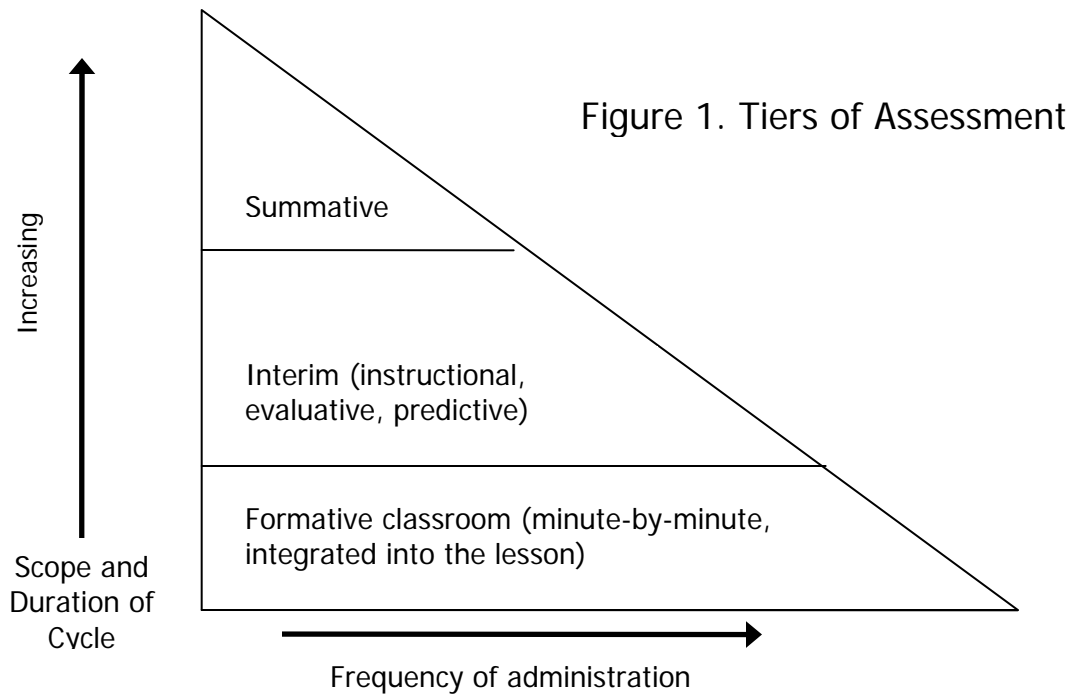 Figure 1. Tiers of Assessment
Summative
Increasing
Interim (instructional,
evaluative, predictive)
Formative classroom (minute-by-minute,
integrated into the lesson)
Scope and
Duration of
Cycle
Frequency of administration